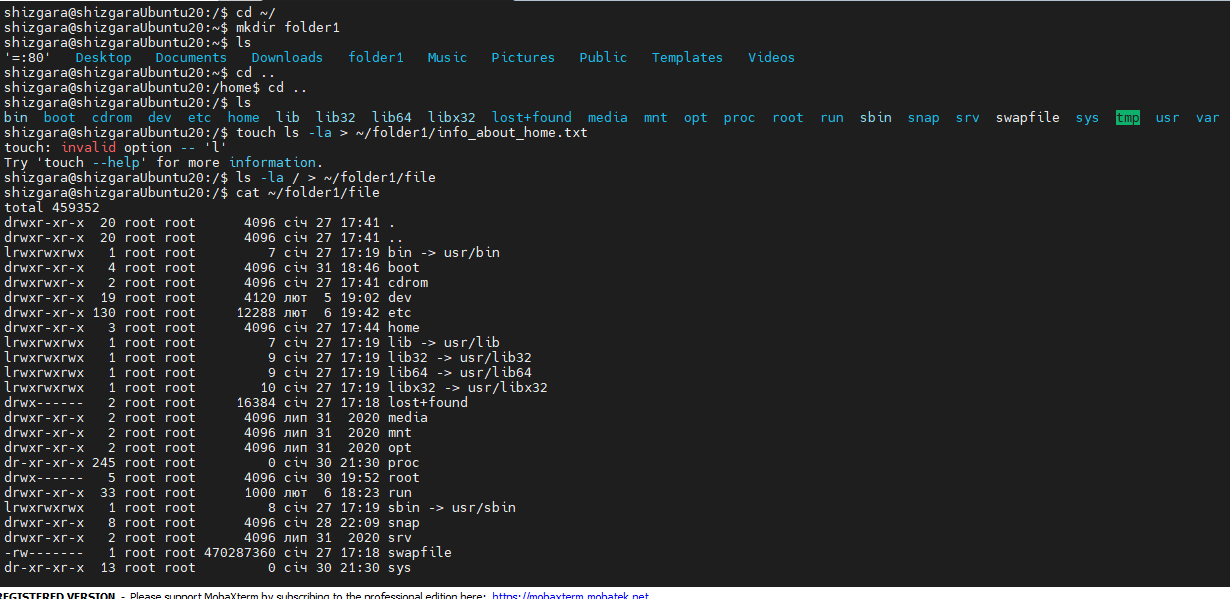 shizgara@shizgaraUbuntu20:/$ cd ~/
shizgara@shizgaraUbuntu20:~$ mkdir folder1
shizgara@shizgaraUbuntu20:~$ ls
'=:80'   Desktop   Documents   Downloads   folder1   Music   Pictures   Public   Templates   Videos
shizgara@shizgaraUbuntu20:~$ cd ..
shizgara@shizgaraUbuntu20:/home$ cd ..
shizgara@shizgaraUbuntu20:/$ ls
bin  boot  cdrom  dev  etc  home  lib  lib32  lib64  libx32  lost+found  media  mnt  opt  proc  root  run  sbin  snap  srv  swapfile  sys  tmp  usr  var
shizgara@shizgaraUbuntu20:/$ touch ls -la > ~/folder1/info_about_home.txt
touch: invalid option -- 'l'
Try 'touch --help' for more information.
shizgara@shizgaraUbuntu20:/$ ls -la / > ~/folder1/file
shizgara@shizgaraUbuntu20:/$ cat ~/folder1/file
total 459352
drwxr-xr-x  20 root root      4096 січ 27 17:41 .
drwxr-xr-x  20 root root      4096 січ 27 17:41 ..
lrwxrwxrwx   1 root root         7 січ 27 17:19 bin -> usr/bin
drwxr-xr-x   4 root root      4096 січ 31 18:46 boot
drwxrwxr-x   2 root root      4096 січ 27 17:41 cdrom
drwxr-xr-x  19 root root      4120 лют  5 19:02 dev
drwxr-xr-x 130 root root     12288 лют  6 19:42 etc
drwxr-xr-x   3 root root      4096 січ 27 17:44 home
lrwxrwxrwx   1 root root         7 січ 27 17:19 lib -> usr/lib
lrwxrwxrwx   1 root root         9 січ 27 17:19 lib32 -> usr/lib32
lrwxrwxrwx   1 root root         9 січ 27 17:19 lib64 -> usr/lib64
lrwxrwxrwx   1 root root        10 січ 27 17:19 libx32 -> usr/libx32
drwx------   2 root root     16384 січ 27 17:18 lost+found
drwxr-xr-x   2 root root      4096 лип 31  2020 media
drwxr-xr-x   2 root root      4096 лип 31  2020 mnt
drwxr-xr-x   2 root root      4096 лип 31  2020 opt
dr-xr-xr-x 245 root root         0 січ 30 21:30 proc
drwx------   5 root root      4096 січ 30 19:52 root
drwxr-xr-x  33 root root      1000 лют  6 18:23 run
lrwxrwxrwx   1 root root         8 січ 27 17:19 sbin -> usr/sbin
drwxr-xr-x   8 root root      4096 січ 28 22:09 snap
drwxr-xr-x   2 root root      4096 лип 31  2020 srv
-rw-------   1 root root 470287360 січ 27 17:18 swapfile
dr-xr-xr-x  13 root root         0 січ 30 21:30 sys
REGISTERED VERSION  -  Please support MobaXterm by subscribing to the professional edition here:  https://mobaxterm.mobatek.net